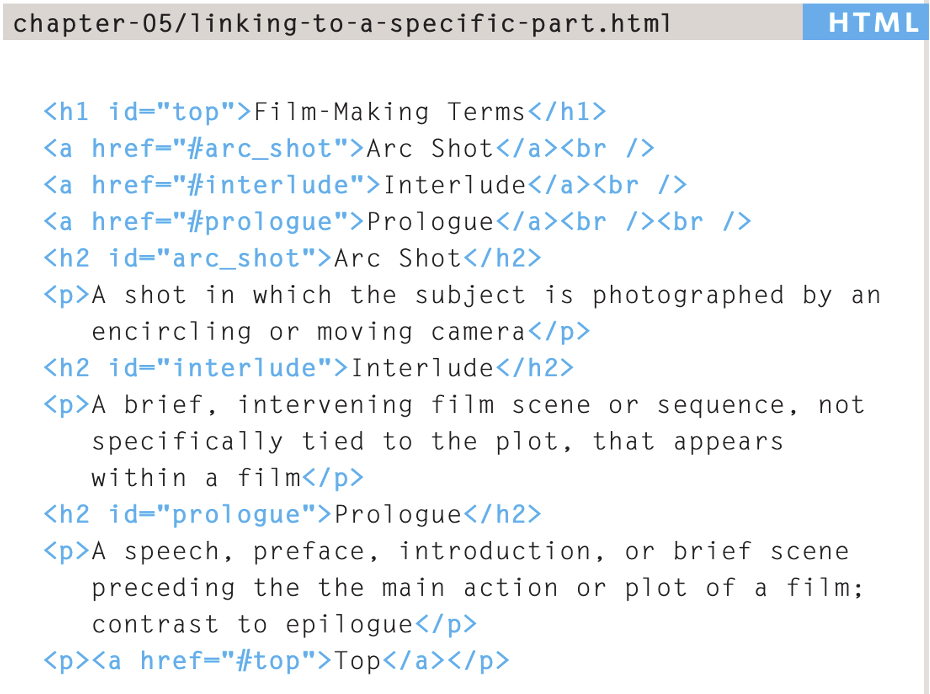 chapter-05/linking-to-a-specific-part.html HTML
<h1 id="top">Film-Making Terms</h1>
<a href="#arc_shot">Arc Shot</a><br />
<a href="#interlude">Interlude</a><br />
<a href="#prologue">Prologue</a><br /><br />
<h2 id="arc_shot">Arc Shot</h2>
<p>A shot in which the subject is photographed by an
encircling or moving camera</p>
<h2 id="interlude">Interlude</h2>
<p>A brief, intervening film scene or sequence, not
specifically tied to the plot, that appears
within a film</p>
<h2 id="prologue">Prologue</h2>
<p>A speech, preface, introduction, or brief scene
preceding the the main action or plot of a film;
contrast to epilogue</p>
<p><a href="#top">Top</a></p>